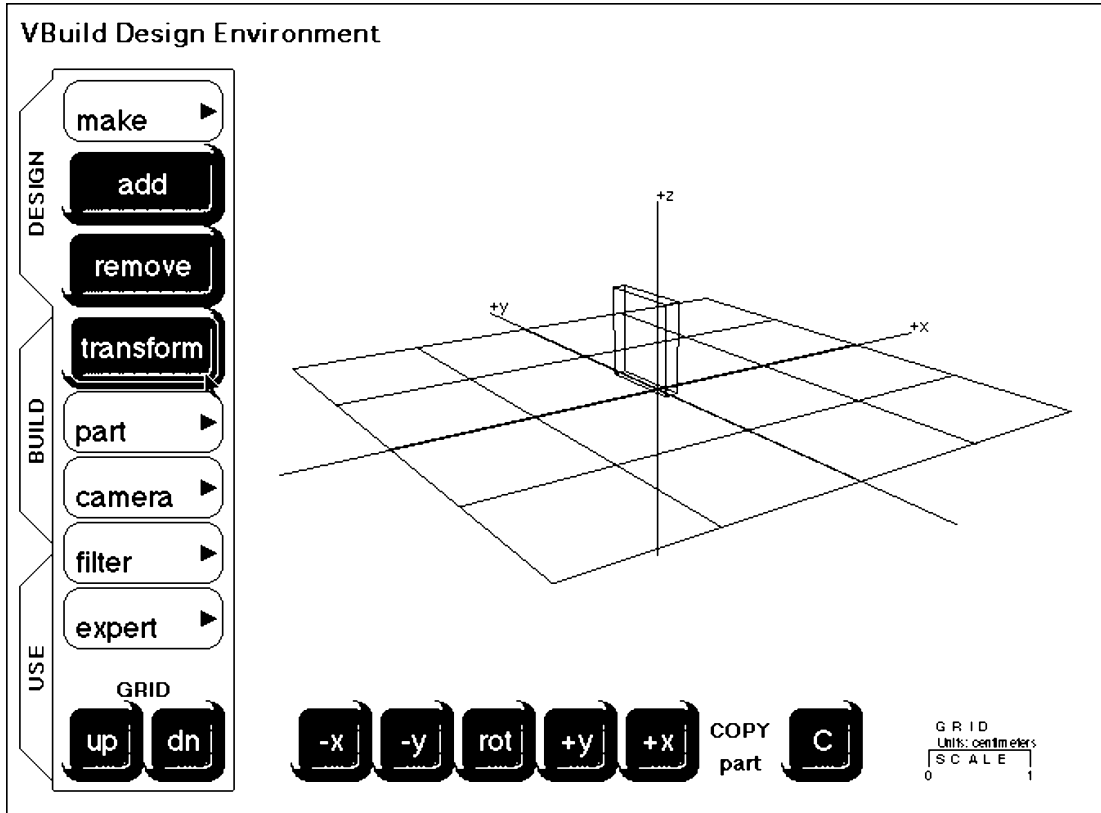 VBuild Design Environment
DESIGN
BUILD
USE
make
add
remove
transform
part
camera
filter
expert
GRID
up dn
+z
+y
+x
-x -y rot +y +x
COPY
part
C
GRID
Units: centimeters
SCALE
0 1